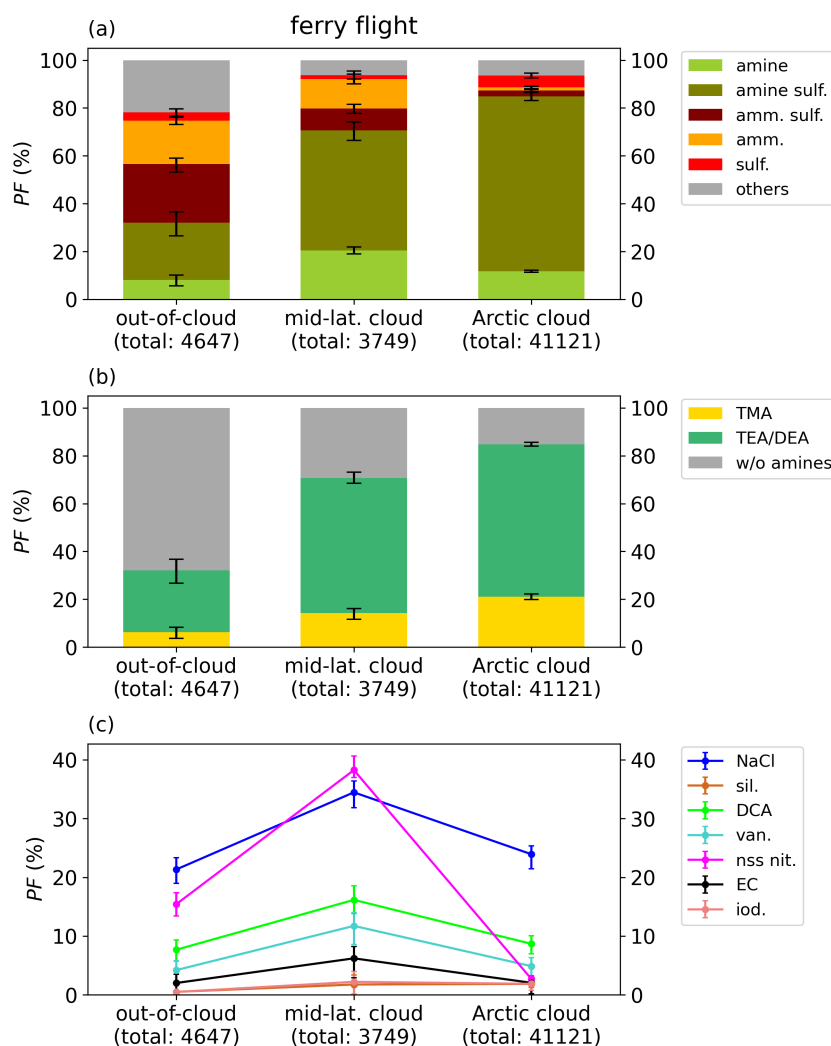 ferry flight
(a)
100
80
60
40
20
0
PF (%)
100
80
60
40
20
0
out-of-cloud
(total: 4647)
mid-lat. cloud
(total: 3749)
Arctic cloud
(total: 41121)
amine
amine sulf.
amm. sulf.
amm.
sulf.
others
(b)
100
80
60
40
20
0
PF (%)
100
80
60
40
20
0
out-of-cloud
(total: 4647)
mid-lat. cloud
(total: 3749)
Arctic cloud
(total: 41121)
TMA
TEA/DEA
w/o amines
(c)
40
30
20
10
0
PF (%)
40
30
20
10
0
out-of-cloud
(total: 4647)
mid-lat. cloud
(total: 3749)
Arctic cloud
(total: 41121)
NaCl
sil.
DCA
van.
nss nit.
EC
iod.